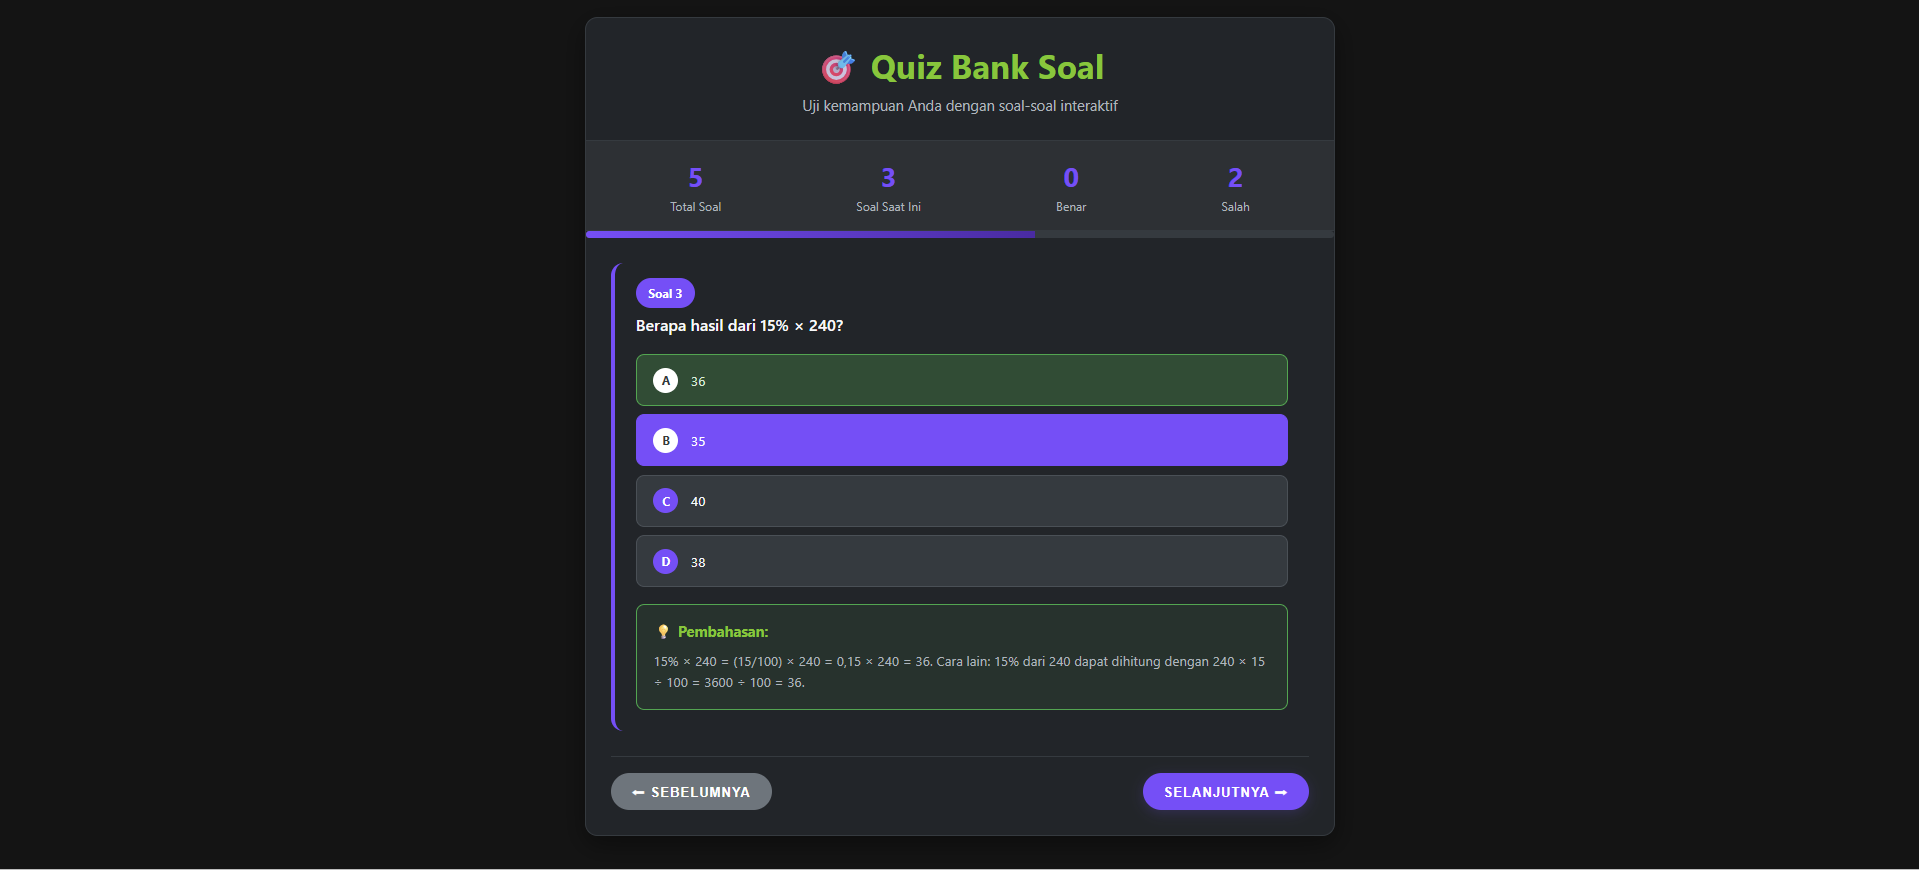 Quiz Bank Soal
Uji kemampuan Anda dengan soal-soal interaktif
5
Total Soal
3
Soal Saat Ini
0
Benar
2
Salah
Soal 3
Berapa hasil dari 15% × 240?
A 36
B 35
C 40
D 38
Pembahasan:
15% × 240 = (15/100) × 240 = 0,15 × 240 = 36. Cara lain: 15% dari 240 dapat dihitung dengan 240 × 15
÷ 100 = 3600 ÷ 100 = 36.
⬅ SEBELUMNYA
SELANJUTNYA ➡